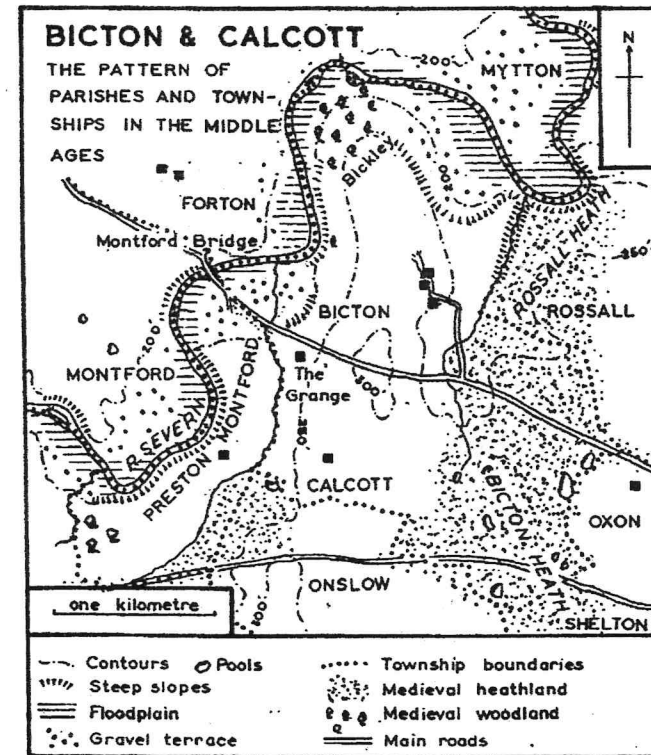 BICTON & CALCOTT
THE PATTERN OF
PARISHES AND TOWN-
SHIPS IN THE MIDDLE
AGES
N
200
MYTTON
Bickley
200
FORTON
Montford Bridge
ROSSALL HEATH
250
BICTON
ROSSALL
200
MONTFORD
The
Grange
300
R. SEVERN
PRESTON MONTFORD
350
CALCOTT
BICTON HEATH
OXON
ONSLOW
one kilometre
SHELTON
Contours
Pools
Township boundaries
Steep slopes
Medieval heathland
Floodplain
Medieval woodland
Gravel terrace
Main roads